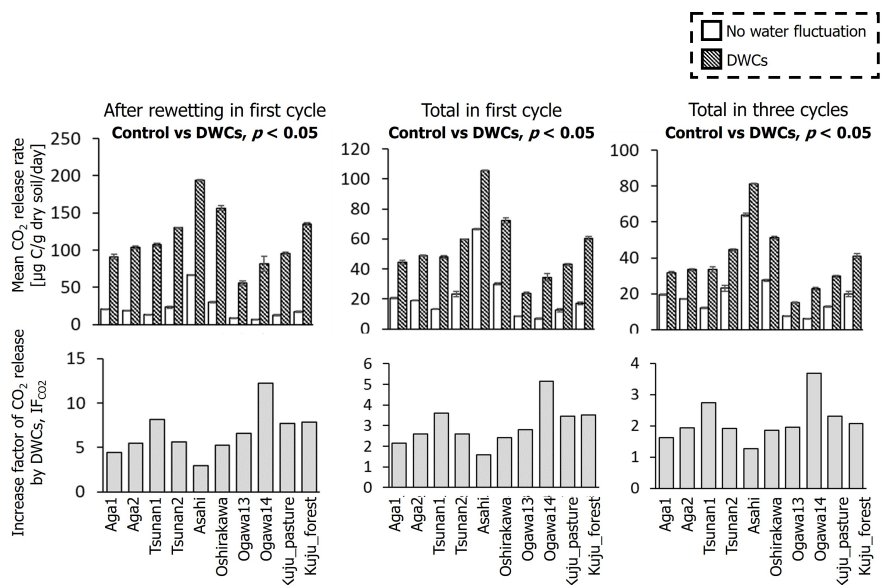 No water fluctuation
DWCs
After rewetting in first cycle
Control vs DWCs, p < 0.05
Total in first cycle
Control vs DWCs, p < 0.05
Total in three cycles
Control vs DWCs, p < 0.05
Mean CO2 release rate
[µg C/g dry soil/day]
250
200
150
100
50
0
120
100
80
60
40
20
0
100
80
60
40
20
0
Increase factor of CO2 release
by DWCs, IFCO2
15
10
5
0
6
5
4
3
2
1
0
4
3
2
1
0
Aga1
Aga2
Tsunan1
Tsunan2
Asahi
Oshirakawa
Ogawa13
Ogawa14
Kuju_pasture
Kuju_forest
Aga1
Aga2
Tsunan1
Tsunan2
Asahi
Oshirakawa
Ogawa13
Ogawa14
Kuju_pasture
Kuju_forest
Aga1
Aga2
Tsunan1
Tsunan2
Asahi
Oshirakawa
Ogawa13
Ogawa14
Kuju_pasture
Kuju_forest